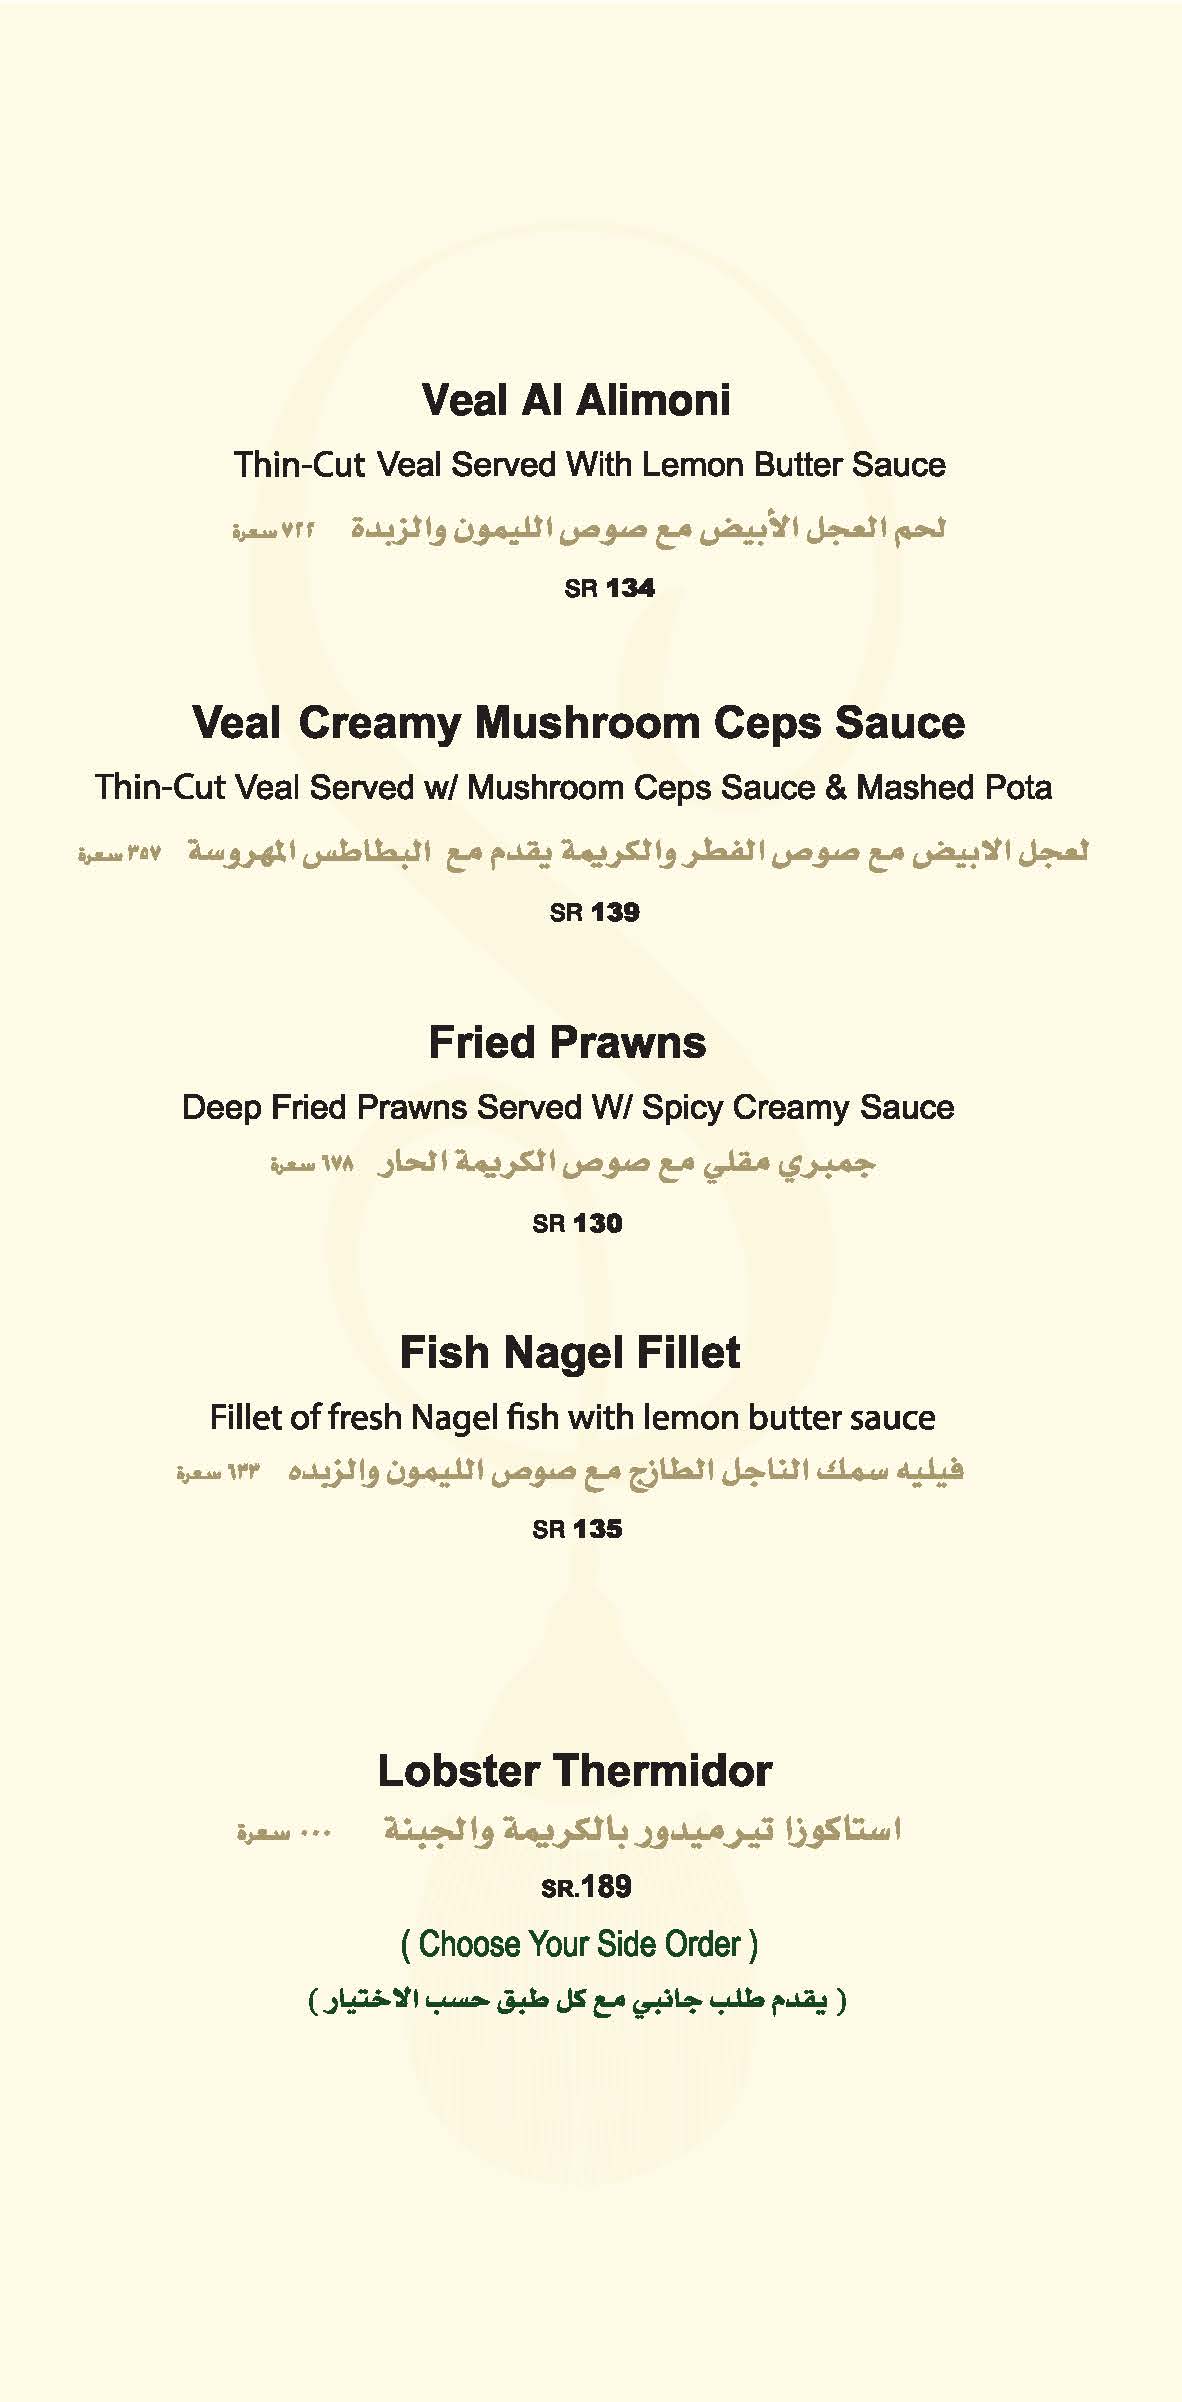 Veal Al Alimoni
Thin-Cut Veal Served With Lemon Butter Sauce
لحم العجل الأبيض مع صوص الليمون والزبدة ٧٢٢ سعرة
SR 134
Veal Creamy Mushroom Ceps Sauce
Thin-Cut Veal Served w/ Mushroom Ceps Sauce & Mashed Pota
لعجل الابيض مع صوص الفطر والكريمة يقدم مع البطاطس المهروسة ٣٥٧ سعرة
SR 139
Fried Prawns
Deep Fried Prawns Served W/ Spicy Creamy Sauce
جمبري مقلي مع صوص الكريمة الحار ٦٧٨ سعرة
SR 130
Fish Nagel Fillet
Fillet of fresh Nagel fish with lemon butter sauce
فيليه سمك الناجل الطازج مع صوص الليمون والزبده ٦٣٣ سعرة
SR 135
Lobster Thermidor
استاكوزا تيرميدور بالكريمة والجبنة ٠٠٠ سعرة
SR.189
( Choose Your Side Order )
( يقدم طلب جانبي مع كل طبق حسب الاختيار )